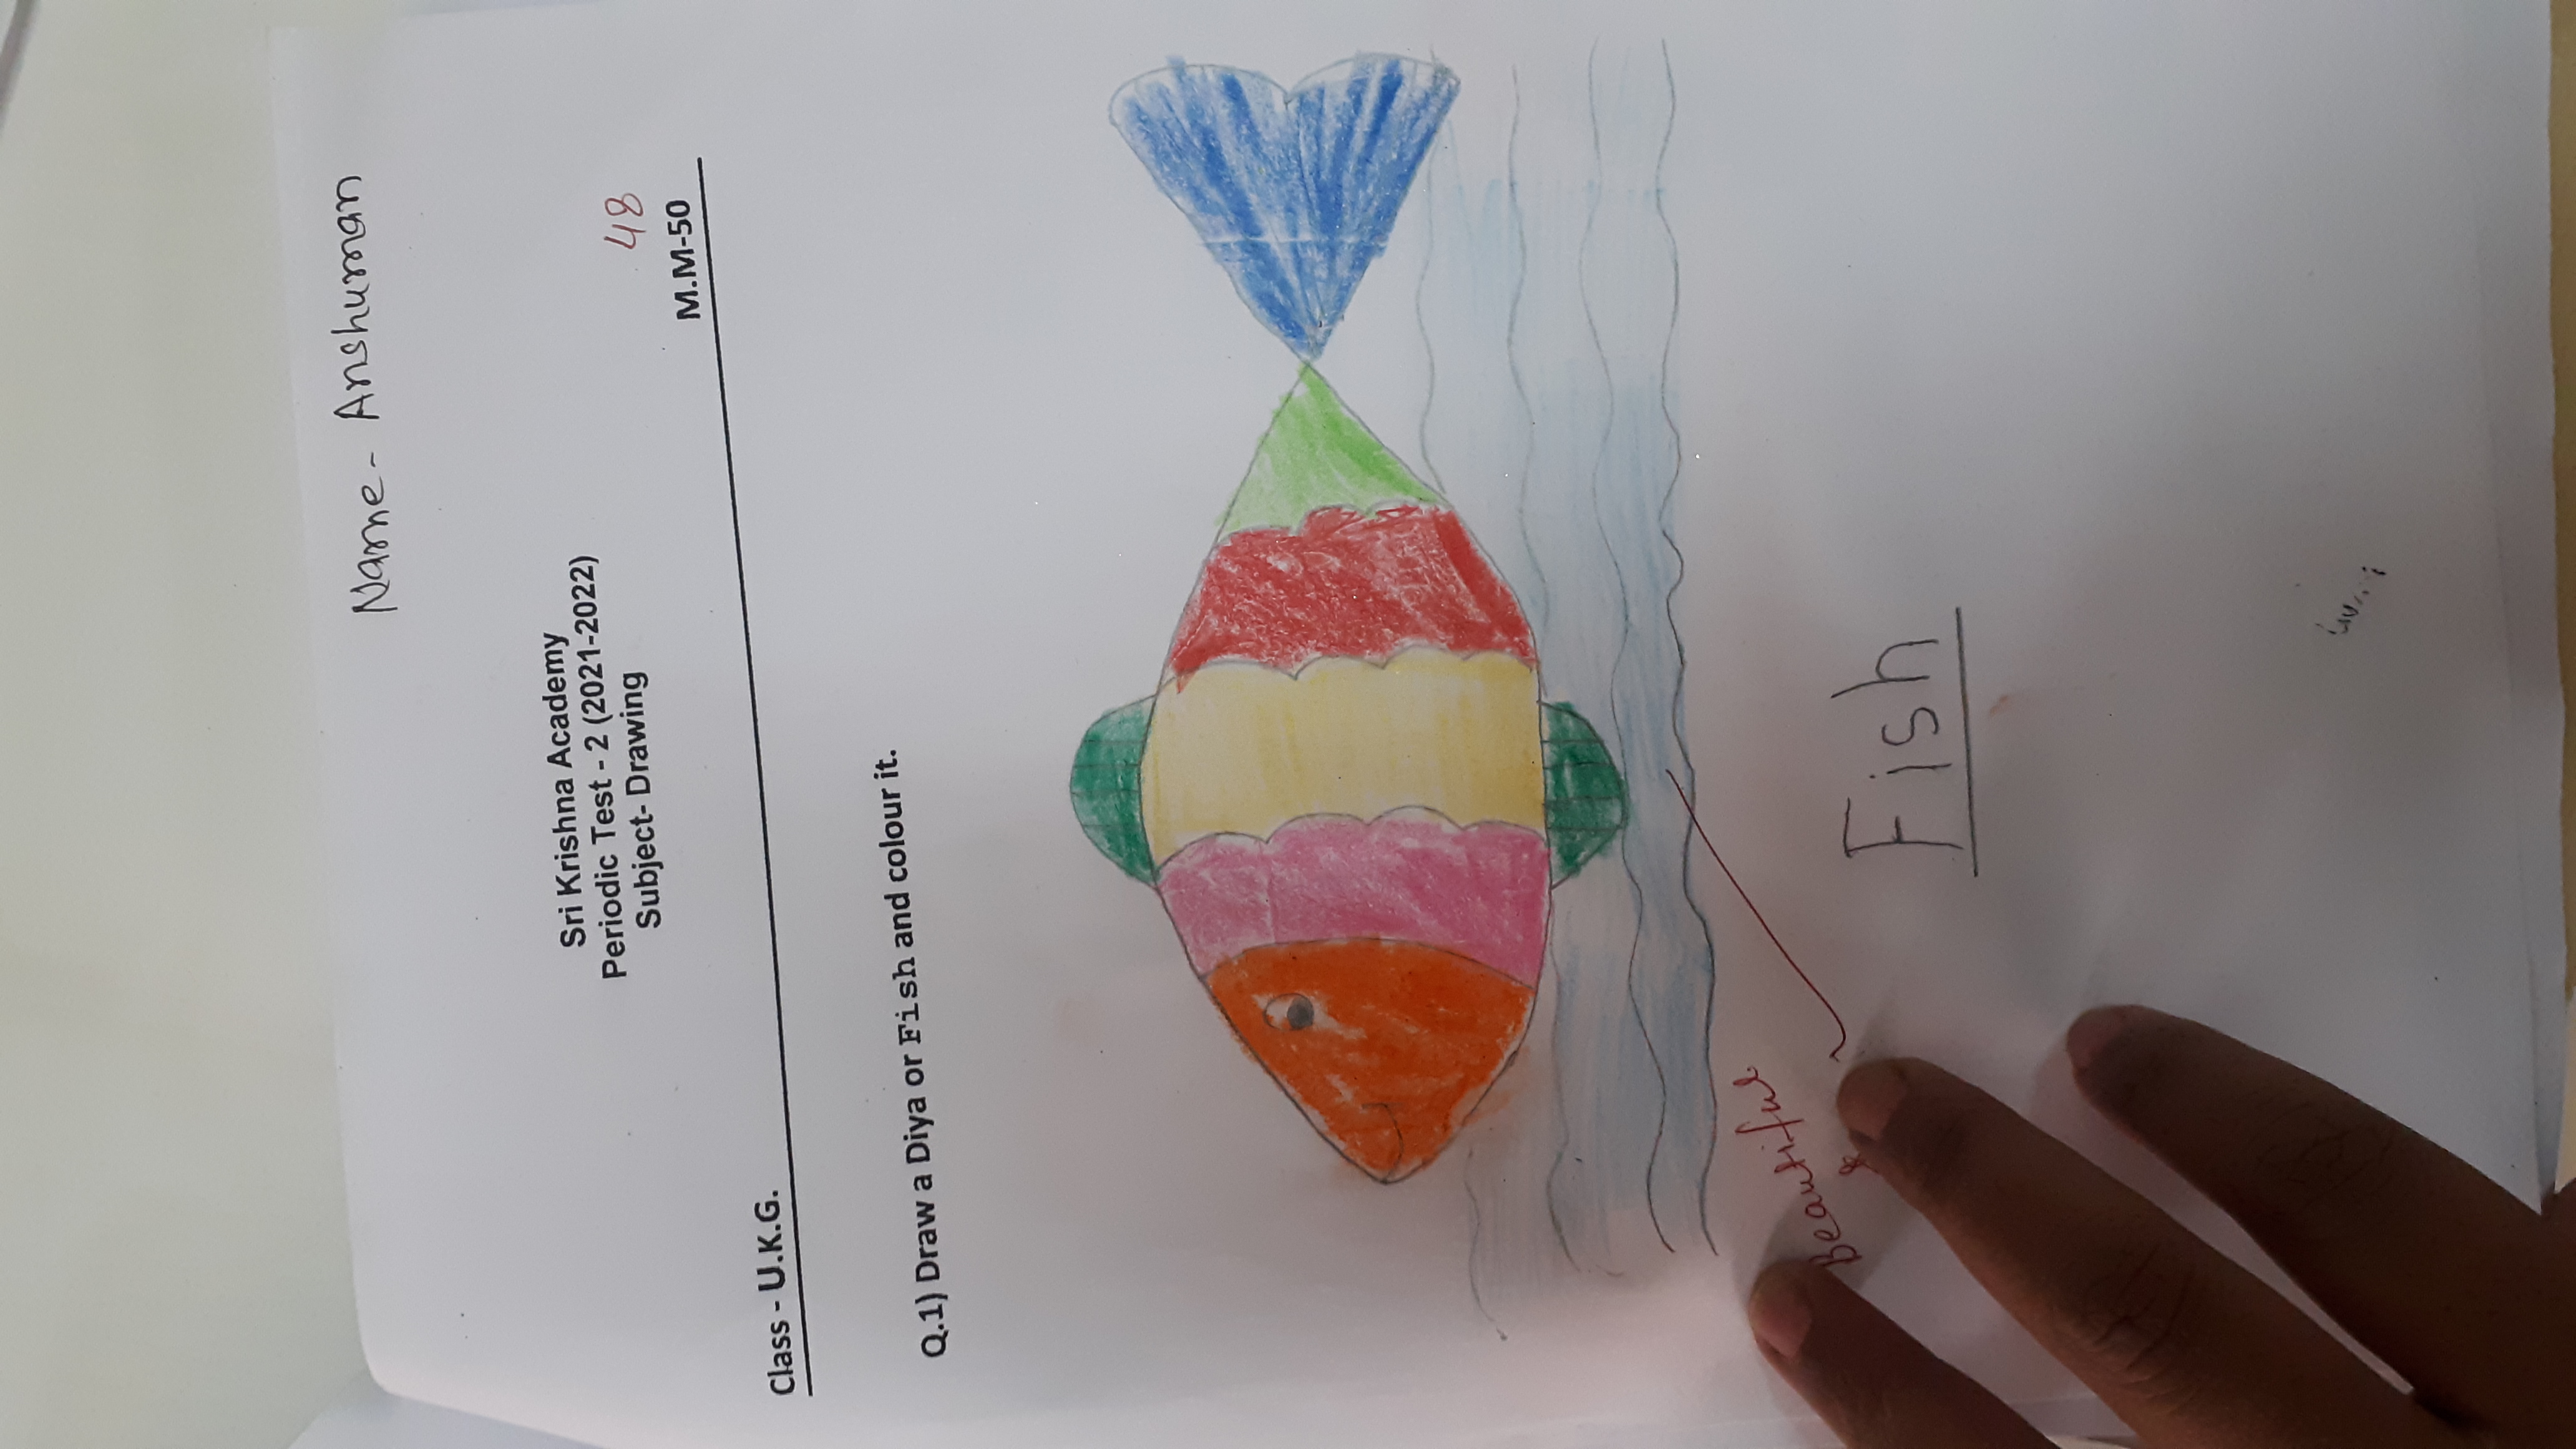 Name - Anshuman
Sri Krishna Academy
Periodic Test - 2 (2021-2022)
Subject- Drawing
48
Class - U.K.G. M.M-50
Q.1) Draw a Diya or Fish and colour it.
Beautiful
Fish